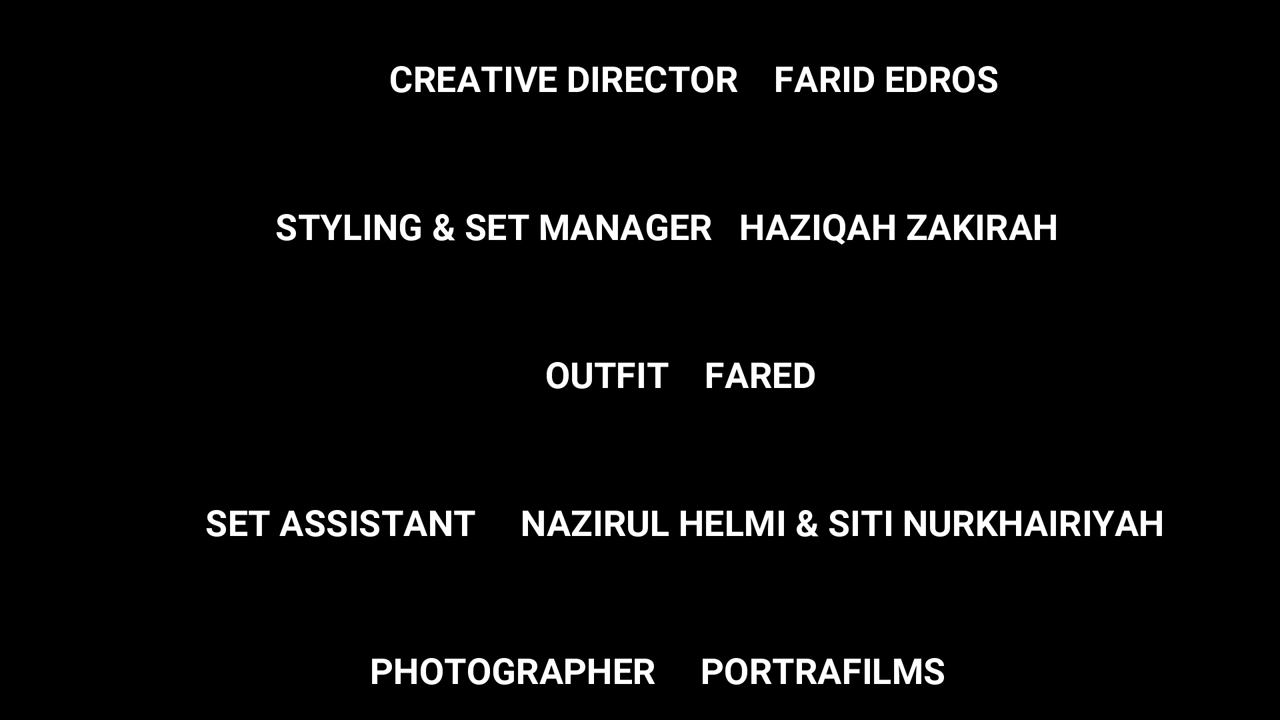 CREATIVE DIRECTOR FARID EDROS
STYLING & SET MANAGER HAZIQAH ZAKIRAH
OUTFIT FARED
SET ASSISTANT NAZIRUL HELMI & SITI NURKHAIRIYAH
PHOTOGRAPHER PORTRAFILMS